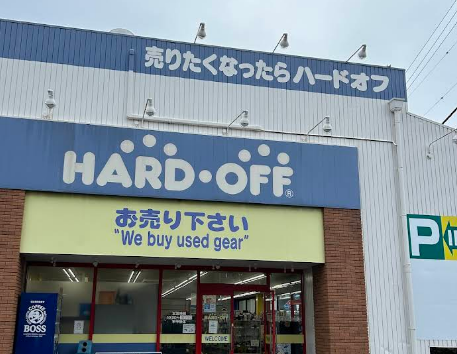 売りたくなったらハードオフ
HARD・OFF®
お売り下さい
"We buy used gear"
P
WELCOME
BOSS